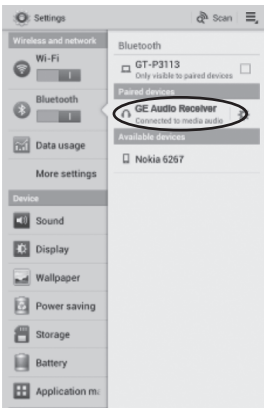 Settings
Scan
Wireless and network
Wi-Fi
Bluetooth
Data usage
More settings
Device
Sound
Display
Wallpaper
Power saving
Storage
Battery
Application ma
Bluetooth
GT-P3113
Only visible to paired devices
Paired devices
GE Audio Receiver
Connected to media audio
Available devices
Nokia 6267